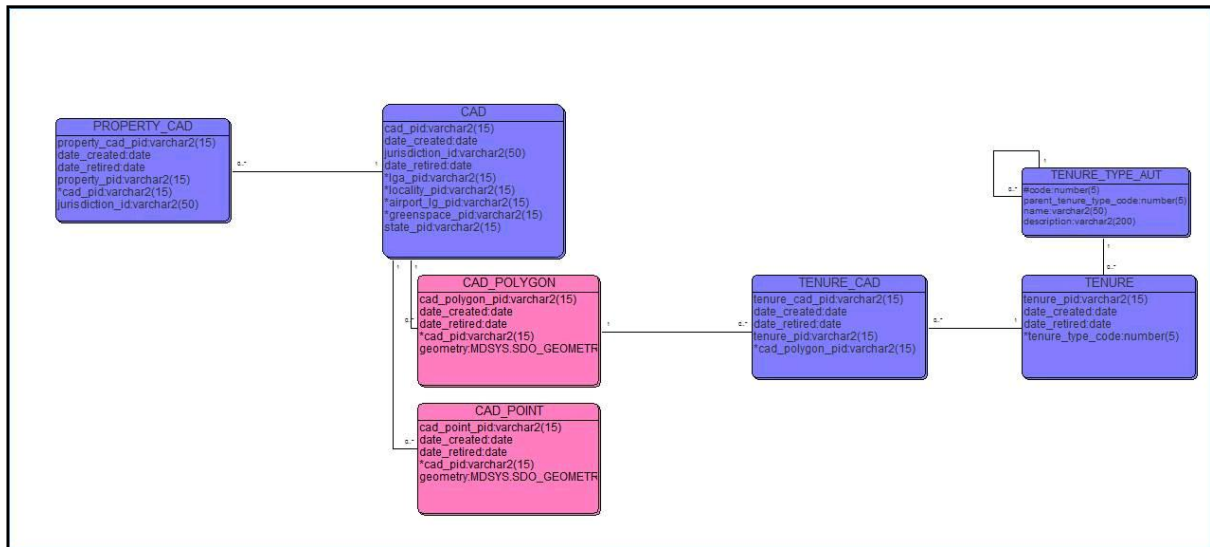 PROPERTY_CAD
property_cad_pid:varchar2(15)
date_created:date
date_retired:date
property_pid:varchar2(15)
*cad_pid:varchar2(15)
jurisdiction_id:varchar2(50)
0..*
1
CAD
cad_pid:varchar2(15)
date_created:date
jurisdiction_id:varchar2(50)
date_retired:date
*lga_pid:varchar2(15)
*locality_pid:varchar2(15)
*airport_lg_pid:varchar2(15)
*greenspace_pid:varchar2(15)
state_pid:varchar2(15)
1
1
0..*
CAD_POLYGON
cad_polygon_pid:varchar2(15)
date_created:date
date_retired:date
*cad_pid:varchar2(15)
geometry:MDSYS.SDO_GEOMETR
1
0..*
0..*
CAD_POINT
cad_point_pid:varchar2(15)
date_created:date
date_retired:date
*cad_pid:varchar2(15)
geometry:MDSYS.SDO_GEOMETR
TENURE_CAD
tenure_cad_pid:varchar2(15)
date_created:date
date_retired:date
tenure_pid:varchar2(15)
*cad_polygon_pid:varchar2(15)
0..*
1
1
0..*
TENURE_TYPE_AUT
#code:number(5)
parent_tenure_type_code:number(5)
name:varchar2(50)
description:varchar2(200)
1
0..*
TENURE
tenure_pid:varchar2(15)
date_created:date
date_retired:date
*tenure_type_code:number(5)